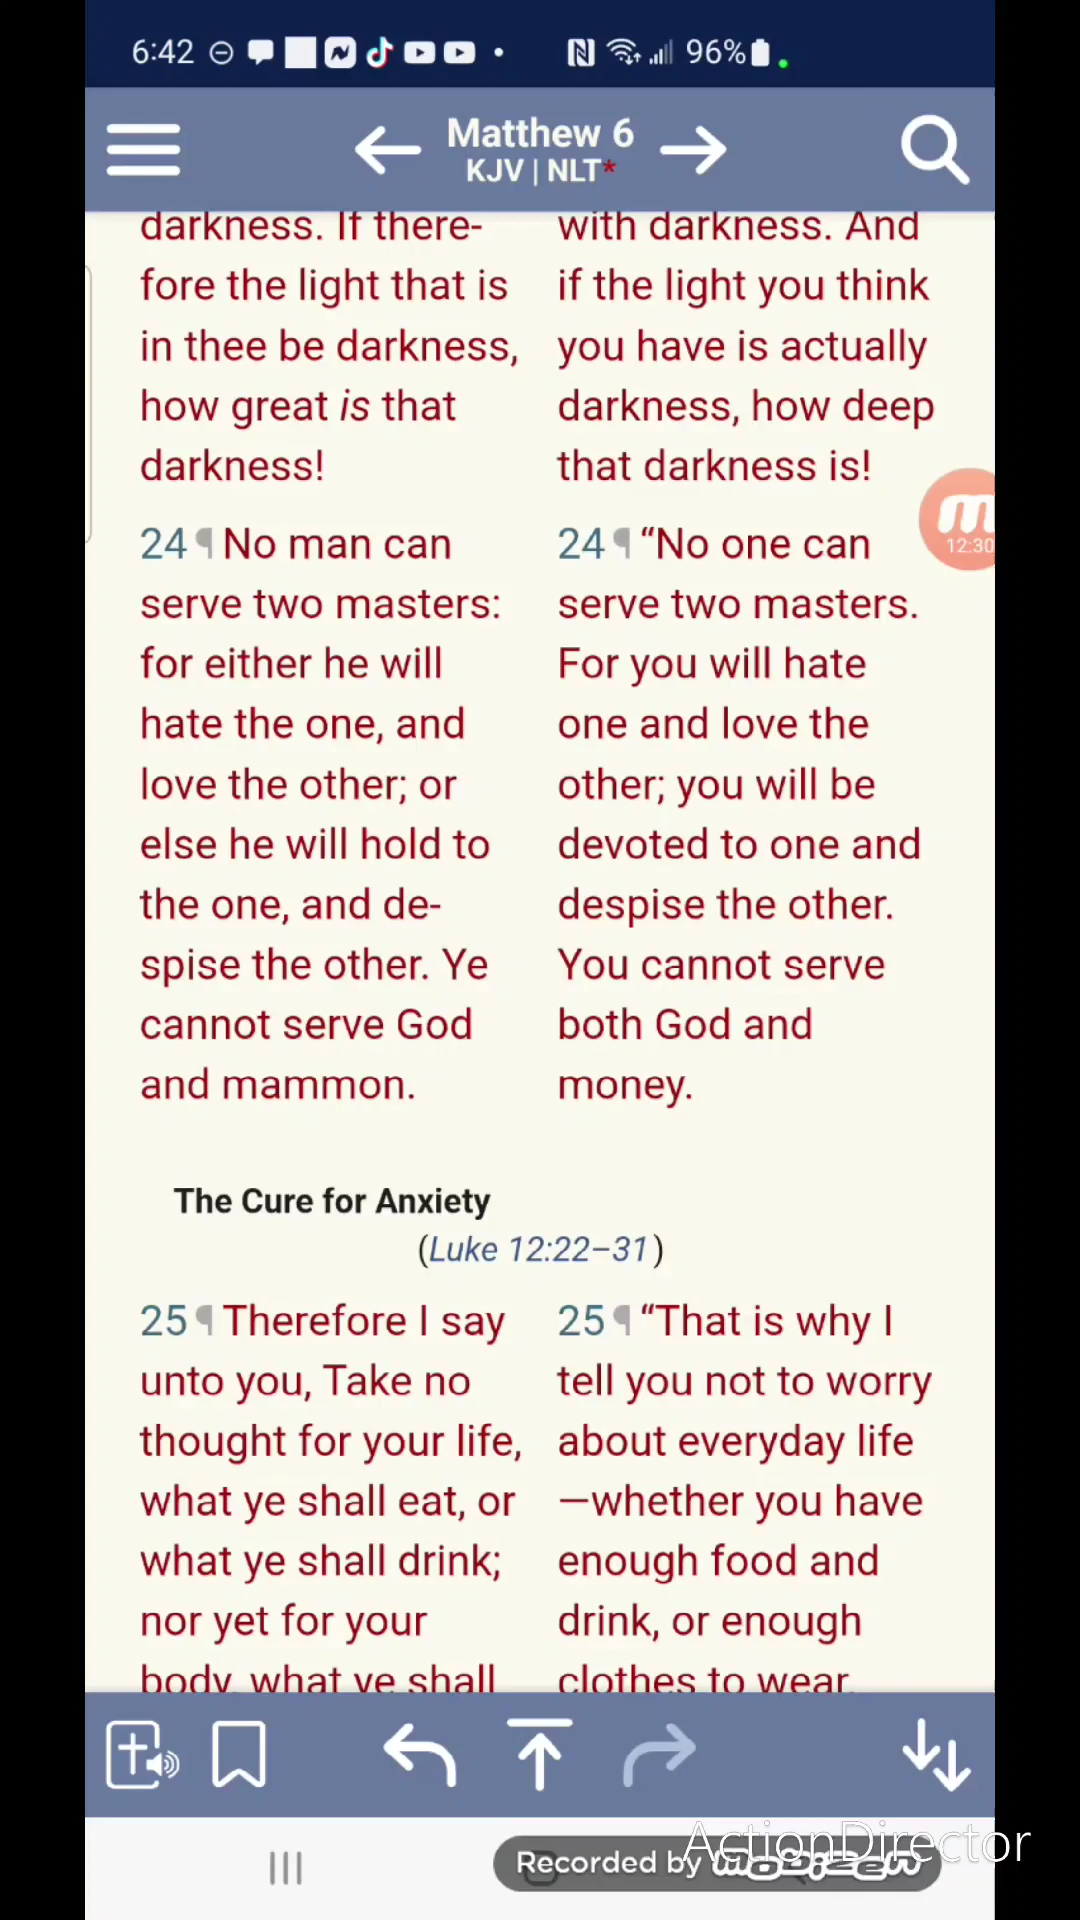 6:42 96%
Matthew 6
KJV | NLT*
darkness. If there-
fore the light that is
in thee be darkness,
how great is that
darkness!
24 ¶ No man can
serve two masters:
for either he will
hate the one, and
love the other; or
else he will hold to
the one, and de-
spise the other. Ye
cannot serve God
and mammon.
with darkness. And
if the light you think
you have is actually
darkness, how deep
that darkness is!
24 ¶ “No one can
serve two masters.
For you will hate
one and love the
other; you will be
devoted to one and
despise the other.
You cannot serve
both God and
money.
12:30
The Cure for Anxiety
(Luke 12:22–31)
25 ¶ Therefore I say
unto you, Take no
thought for your life,
what ye shall eat, or
what ye shall drink;
nor yet for your
body, what ye shall
25 ¶ “That is why I
tell you not to worry
about everyday life
—whether you have
enough food and
drink, or enough
clothes to wear.
ActionDirector
Recorded by MOBIZEN